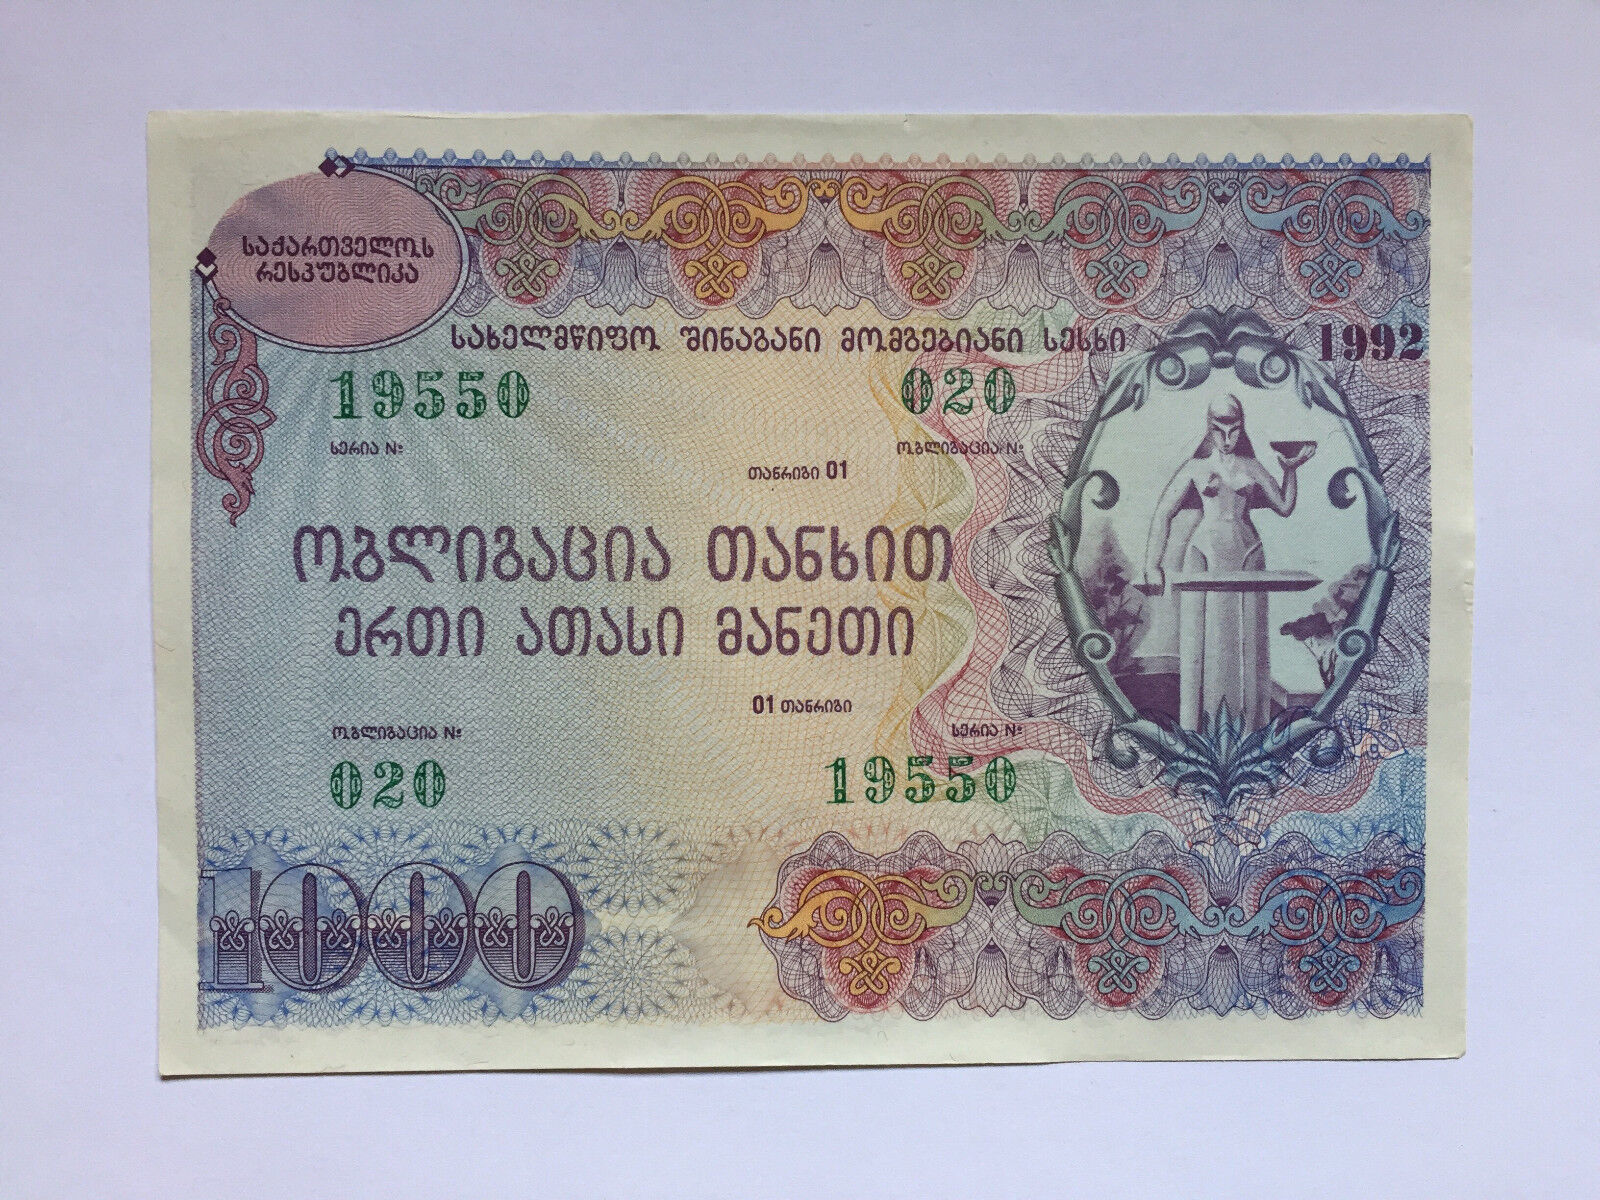 საქართველოს
რესპუბლიკა
სახელმწიფო შინაგანი მომგებიანი სესხი 1992
19550 020
სერია № ობლიგაცია №
თანრიგი 01
ობლიგაცია თანხით
ერთი ათასი მანეთი
01 თანრიგი
ობლიგაცია № სერია №
020 19550
1000